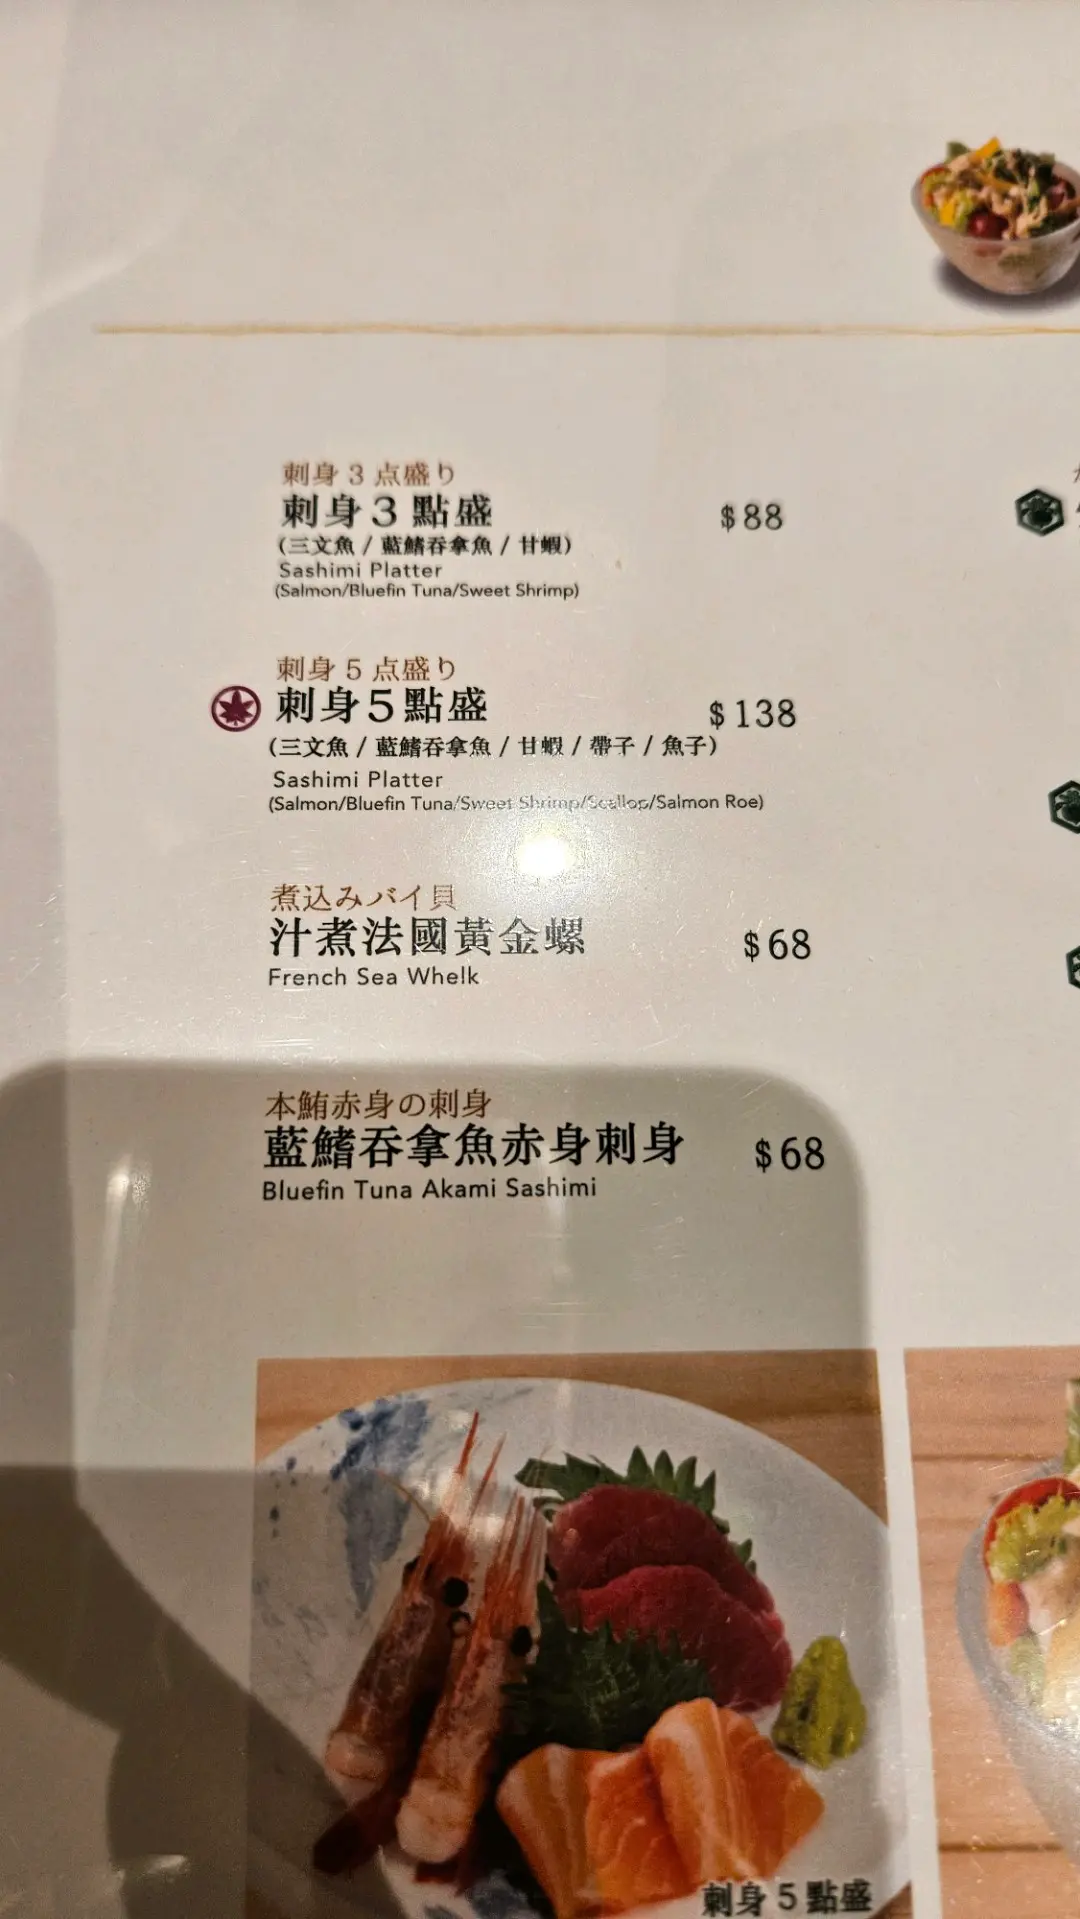 刺身 3 点盛り
刺身3 點盛
$88
(三文魚 / 藍鰭吞拿魚 / 甘蝦)
Sashimi Platter
(Salmon/Bluefin Tuna/Sweet Shrimp)
刺身 5 点盛り
刺身5點盛
$138
(三文魚 / 藍鰭吞拿魚 / 甘蝦 / 帶子 / 魚子)
Sashimi Platter
(Salmon/Bluefin Tuna/Sweet Shrimp/Scallop/Salmon Roe)
煮込みバイ貝
汁煮法國黃金螺
$68
French Sea Whelk
本鮪赤身の刺身
藍鰭吞拿魚赤身刺身
$68
Bluefin Tuna Akami Sashimi
刺身 5 點盛